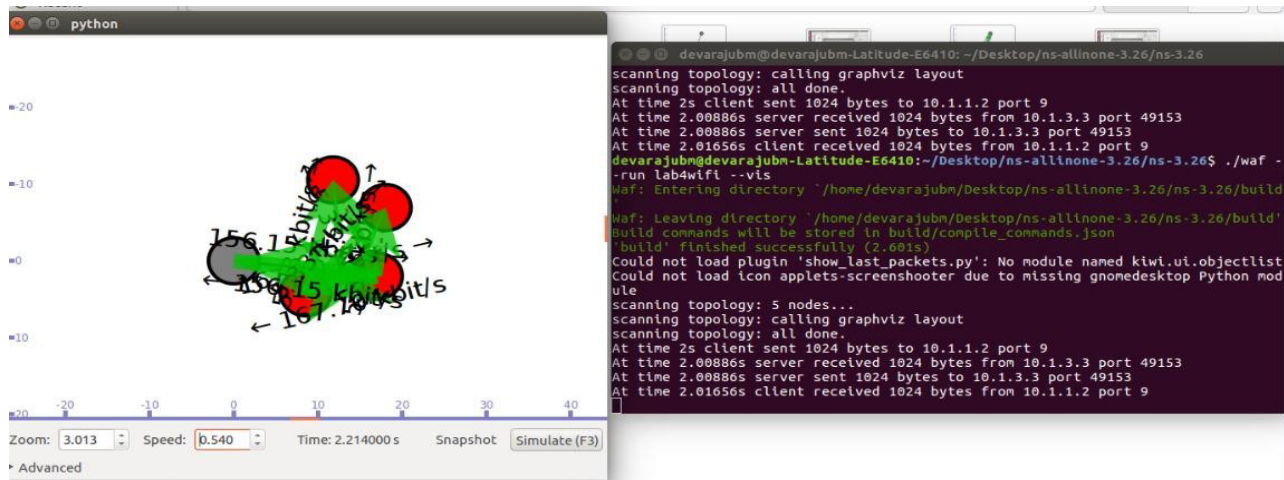 python
-20
-10
0
10
20
-20
-10
0
10
20
30
40
Zoom: 3.013 Speed: 0.540 Time: 2.214000 s Snapshot Simulate (F3)
Advanced
devarajubm@devarajubm-Latitude-E6410: ~/Desktop/ns-allinone-3.26/ns-3.26
scanning topology: calling graphviz layout
scanning topology: all done.
At time 2s client sent 1024 bytes to 10.1.1.2 port 9
At time 2.00886s server received 1024 bytes from 10.1.3.3 port 49153
At time 2.00886s server sent 1024 bytes to 10.1.3.3 port 49153
At time 2.01656s client received 1024 bytes from 10.1.1.2 port 9
devarajubm@devarajubm-Latitude-E6410:~/Desktop/ns-allinone-3.26/ns-3.26$ ./waf -
-run lab4wifi --vis
Waf: Entering directory `/home/devarajubm/Desktop/ns-allinone-3.26/ns-3.26/build
'
Waf: Leaving directory `/home/devarajubm/Desktop/ns-allinone-3.26/ns-3.26/build'
Build commands will be stored in build/compile_commands.json
'build' finished successfully (2.601s)
Could not load plugin 'show_last_packets.py': No module named kiwi.ui.objectlist
Could not load icon applets-screenshooter due to missing gnomedesktop Python mod
ule
scanning topology: 5 nodes...
scanning topology: calling graphviz layout
scanning topology: all done.
At time 2s client sent 1024 bytes to 10.1.1.2 port 9
At time 2.00886s server received 1024 bytes from 10.1.3.3 port 49153
At time 2.00886s server sent 1024 bytes to 10.1.3.3 port 49153
At time 2.01656s client received 1024 bytes from 10.1.1.2 port 9